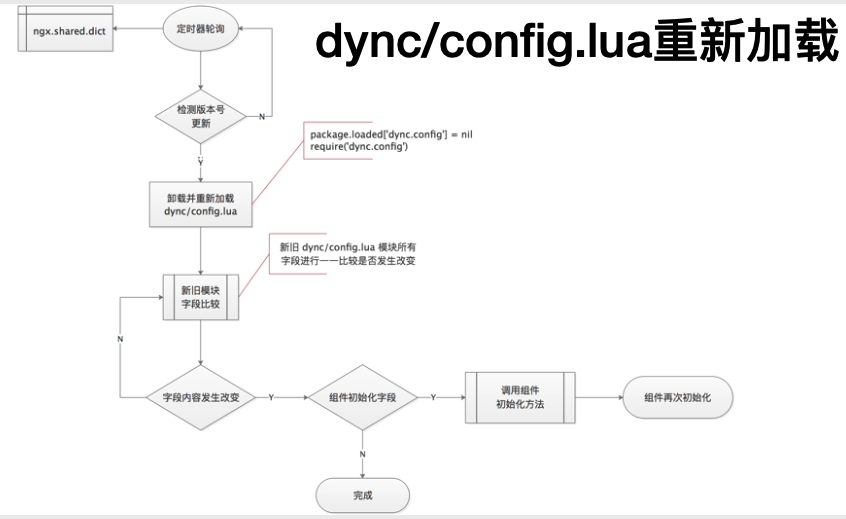 dync/config.lua重新加载
ngx.shared.dict
定时器轮询
检测版本号
更新
N
package.loaded['dync.config'] = nil
require('dync.config')
Y
卸载并重新加载
dync/config.lua
新旧 dync/config.lua 模块所有
字段进行一一比较是否发生改变
新旧模块
字段比较
N
字段内容发生改变
Y
组件初始化字段
Y
调用组件
初始化方法
组件再次初始化
N
完成